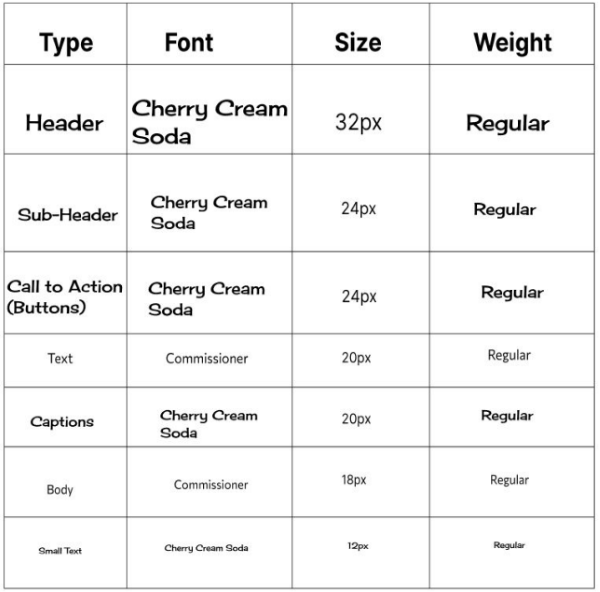 Type Font Size Weight
Header Cherry Cream Soda 32px Regular
Sub-Header Cherry Cream Soda 24px Regular
Call to Action (Buttons) Cherry Cream Soda 24px Regular
Text Commissioner 20px Regular
Captions Cherry Cream Soda 20px Regular
Body Commissioner 18px Regular
Small Text Cherry Cream Soda 12px Regular